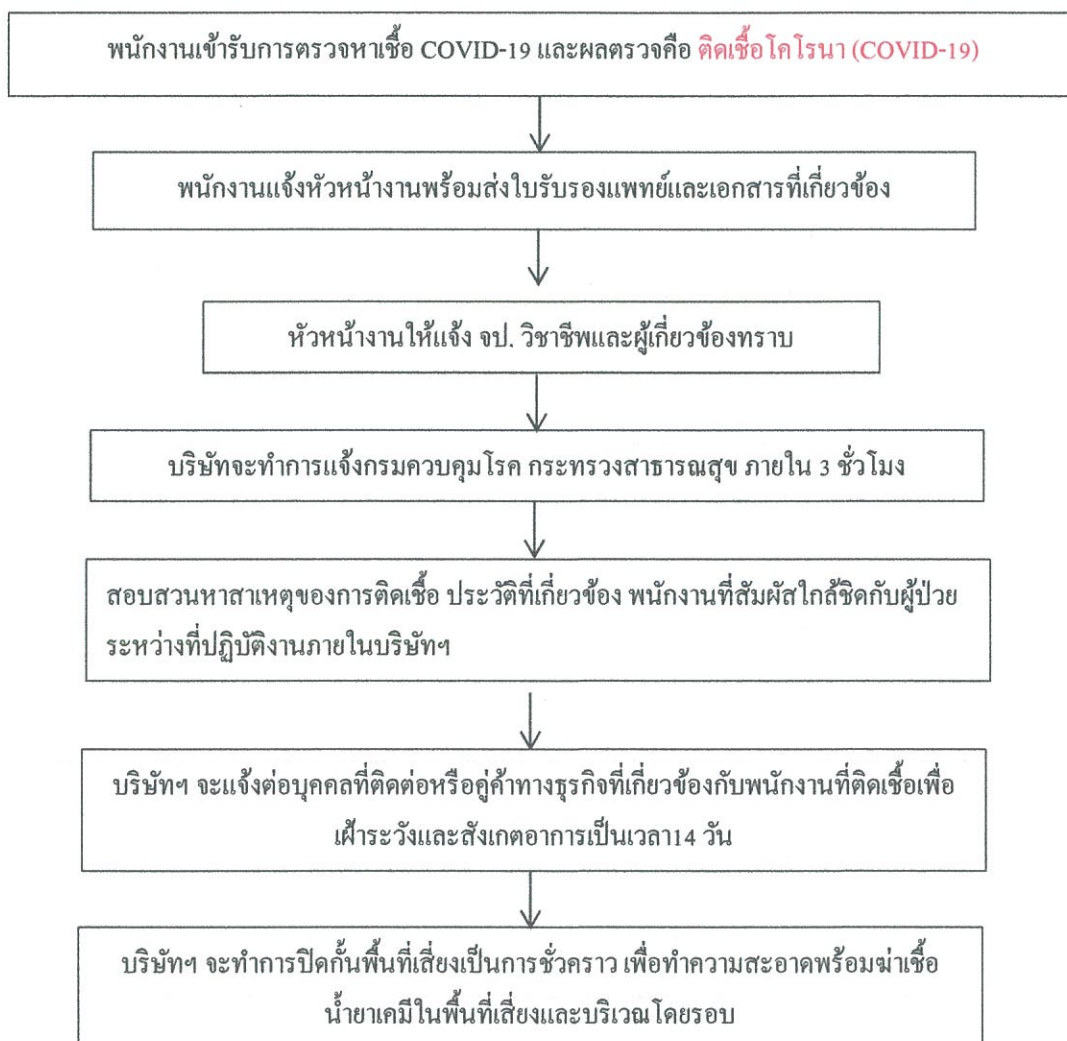 พนักงานเข้ารับการตรวจหาเชื้อ COVID-19 และผลตรวจคือ ติดเชื้อโคโรนา (COVID-19)
พนักงานแจ้งหัวหน้างานพร้อมส่งใบรับรองแพทย์และเอกสารที่เกี่ยวข้อง
หัวหน้างานให้แจ้ง จป. วิชาชีพและผู้เกี่ยวข้องทราบ
บริษัทจะทำการแจ้งกรมควบคุมโรค กระทรวงสาธารณสุข ภายใน 3 ชั่วโมง
สอบสวนหาสาเหตุของการติดเชื้อ ประวัติที่เกี่ยวข้อง พนักงานที่สัมผัสใกล้ชิดกับผู้ป่วย
ระหว่างที่ปฏิบัติงานภายในบริษัทฯ
บริษัทฯ จะแจ้งต่อบุคคลที่ติดต่อหรือคู่ค้าทางธุรกิจที่เกี่ยวข้องกับพนักงานที่ติดเชื้อเพื่อ
เฝ้าระวังและสังเกตอาการเป็นเวลา14 วัน
บริษัทฯ จะทำการปิดกั้นพื้นที่เสี่ยงเป็นการชั่วคราว เพื่อทำความสะอาดพร้อมฆ่าเชื้อ
น้ำยาเคมีในพื้นที่เสี่ยงและบริเวณโดยรอบ